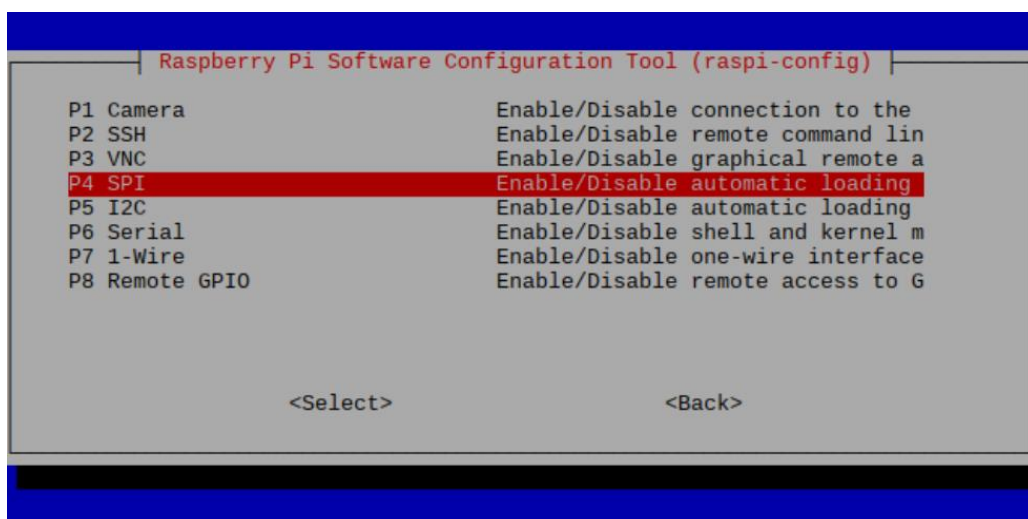 Raspberry Pi Software Configuration Tool (raspi-config)
P1 Camera Enable/Disable connection to the
P2 SSH Enable/Disable remote command lin
P3 VNC Enable/Disable graphical remote a
P4 SPI Enable/Disable automatic loading
P5 I2C Enable/Disable automatic loading
P6 Serial Enable/Disable shell and kernel m
P7 1-Wire Enable/Disable one-wire interface
P8 Remote GPIO Enable/Disable remote access to G
<Select> <Back>